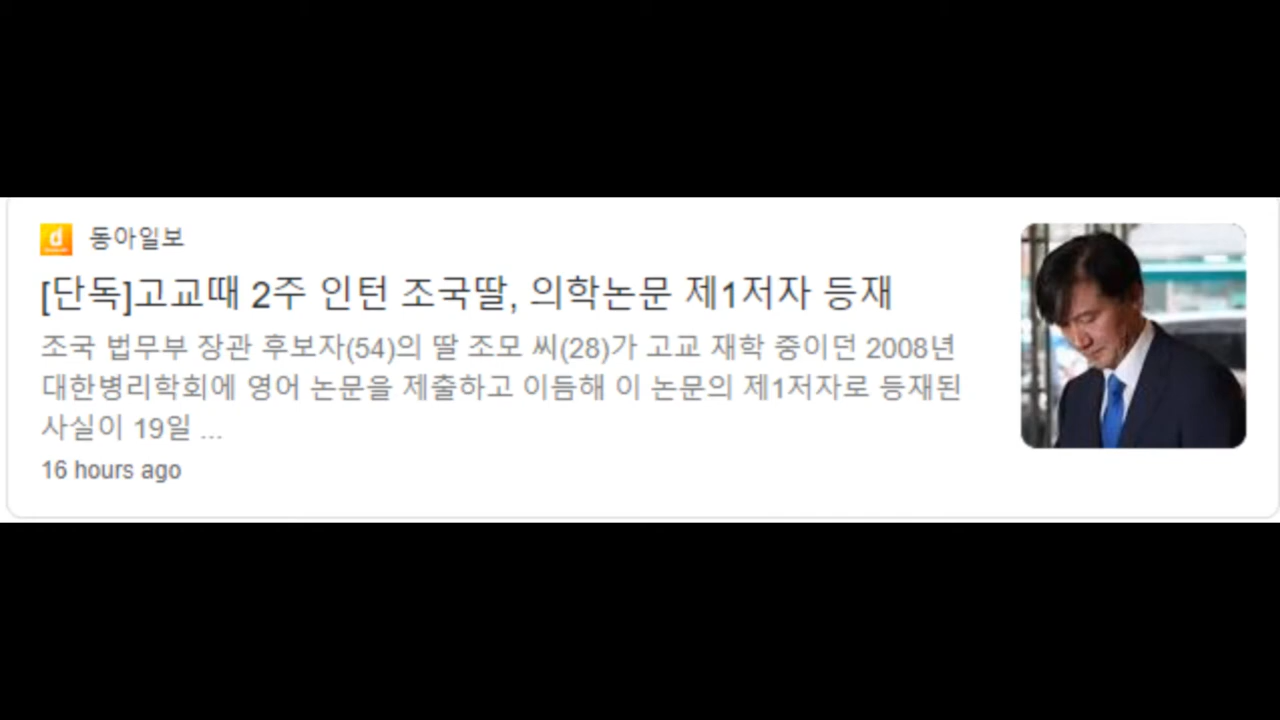 동아일보
[단독]고교때 2주 인턴 조국딸, 의학논문 제1저자 등재
조국 법무부 장관 후보자(54)의 딸 조모 씨(28)가 고교 재학 중이던 2008년
대한병리학회에 영어 논문을 제출하고 이듬해 이 논문의 제1저자로 등재된
사실이 19일 ...
16 hours ago